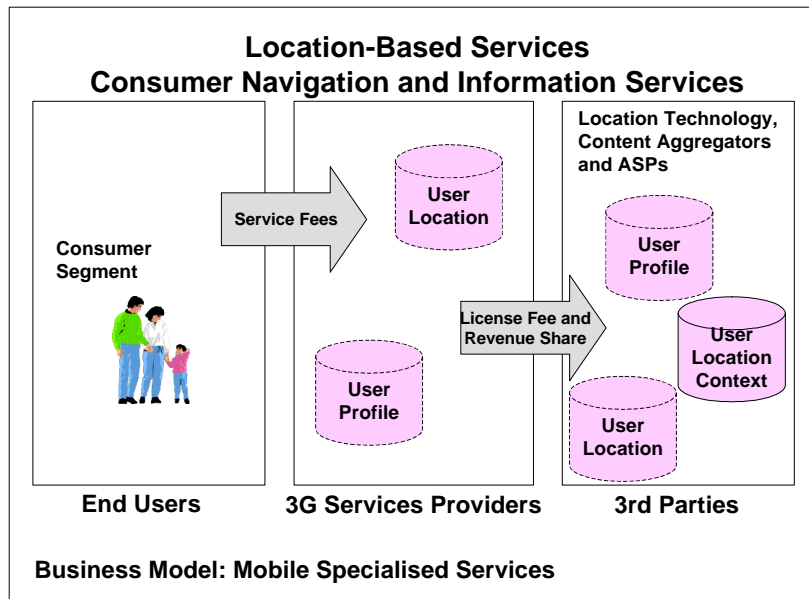 Location-Based Services
Consumer Navigation and Information Services
Consumer
Segment
Service Fees
User
Location
User
Profile
License Fee and
Revenue Share
Location Technology,
Content Aggregators
and ASPs
User
Profile
User
Location
Context
User
Location
End Users
3G Services Providers
3rd Parties
Business Model: Mobile Specialised Services